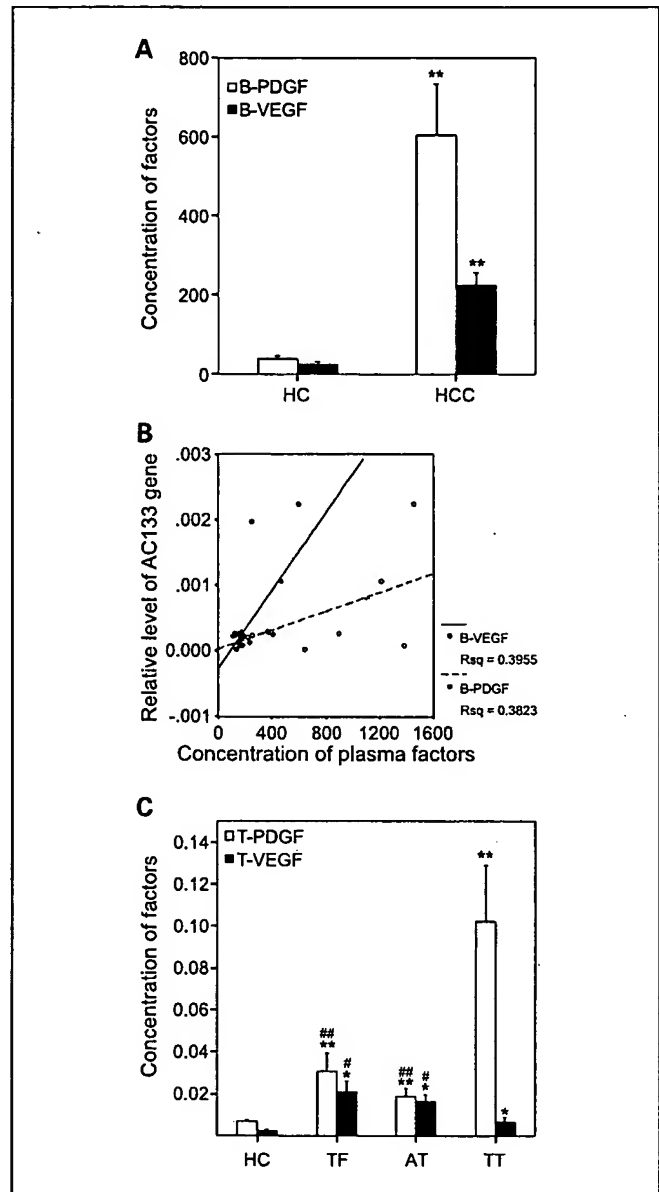 A
Concentration of factors
800
600
400
200
0
B-PDGF
B-VEGF
**
**
HC
HCC
B
Relative level of AC133 gene
.003
.002
.001
0.000
-.001
0
400
800
1200
1600
Concentration of plasma factors
B-VEGF
Rsq = 0.3955
B-PDGF
Rsq = 0.3823
C
Concentration of factors
0.14
0.12
0.10
0.08
0.06
0.04
0.02
T-PDGF
T-VEGF
##
**
#
*
##
**
#
*
**
*
HC
TF
AT
TT